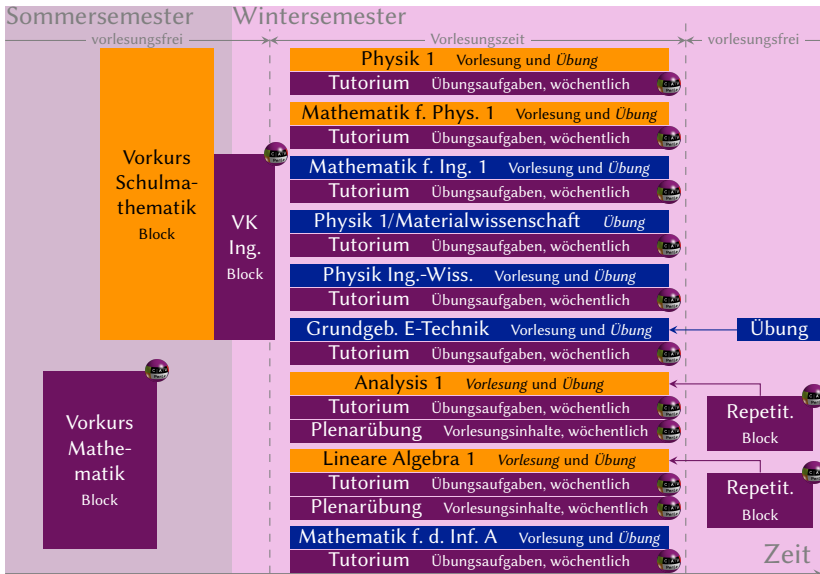 Sommersemester
Wintersemester
vorlesungsfrei
Vorlesungszeit
vorlesungsfrei
Vorkurs
Schulma-
thematik
Block
VK
Ing.
Block
Vorkurs
Mathe-
matik
Block
Physik 1 Vorlesung und Übung
Tutorium Übungsaufgaben, wöchentlich
Mathematik f. Phys. 1 Vorlesung und Übung
Tutorium Übungsaufgaben, wöchentlich
Mathematik f. Ing. 1 Vorlesung und Übung
Tutorium Übungsaufgaben, wöchentlich
Physik 1/Materialwissenschaft Übung
Tutorium Übungsaufgaben, wöchentlich
Physik Ing.-Wiss. Vorlesung und Übung
Tutorium Übungsaufgaben, wöchentlich
Grundgeb. E-Technik Vorlesung und Übung
Tutorium Übungsaufgaben, wöchentlich
Übung
Analysis 1 Vorlesung und Übung
Tutorium Übungsaufgaben, wöchentlich
Plenarübung Vorlesungsinhalte, wöchentlich
Repetit.
Block
Lineare Algebra 1 Vorlesung und Übung
Tutorium Übungsaufgaben, wöchentlich
Plenarübung Vorlesungsinhalte, wöchentlich
Repetit.
Block
Mathematik f. d. Inf. A Vorlesung und Übung
Tutorium Übungsaufgaben, wöchentlich
Zeit